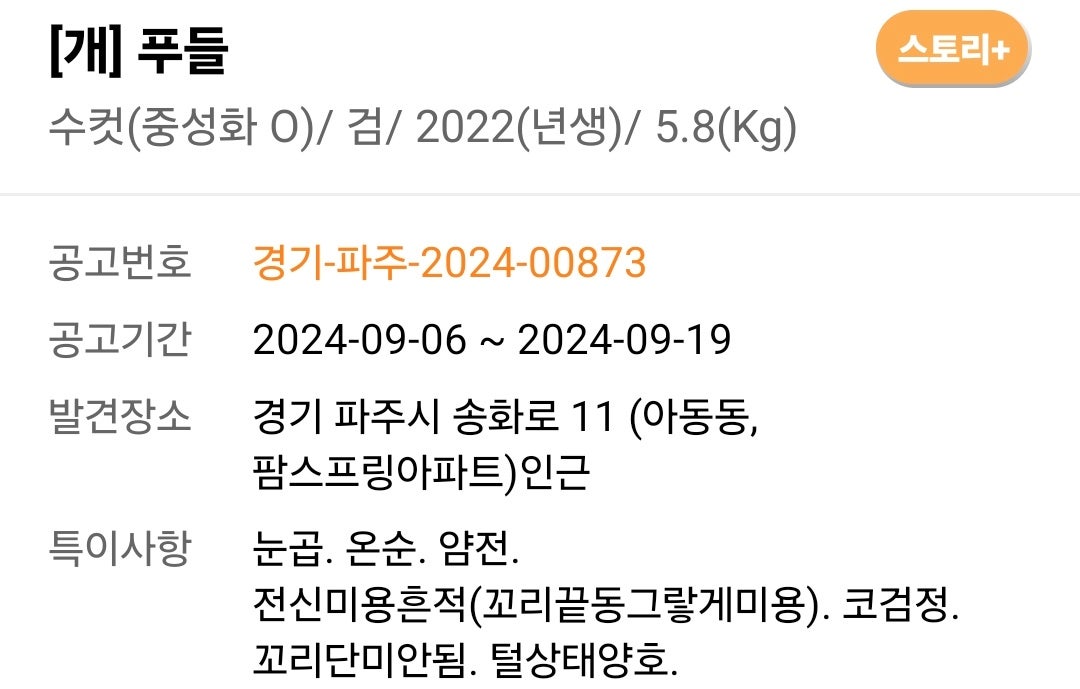 [개] 푸들
스토리+
수컷(중성화 O)/ 검/ 2022(년생)/ 5.8(Kg)
공고번호 경기-파주-2024-00873
공고기간 2024-09-06 ~ 2024-09-19
발견장소 경기 파주시 송화로 11 (아동동,
팜스프링아파트)인근
특이사항 눈곱. 온순. 얌전.
전신미용흔적(꼬리끝동그랗게미용). 코검정.
꼬리단미안됨. 털상태양호.